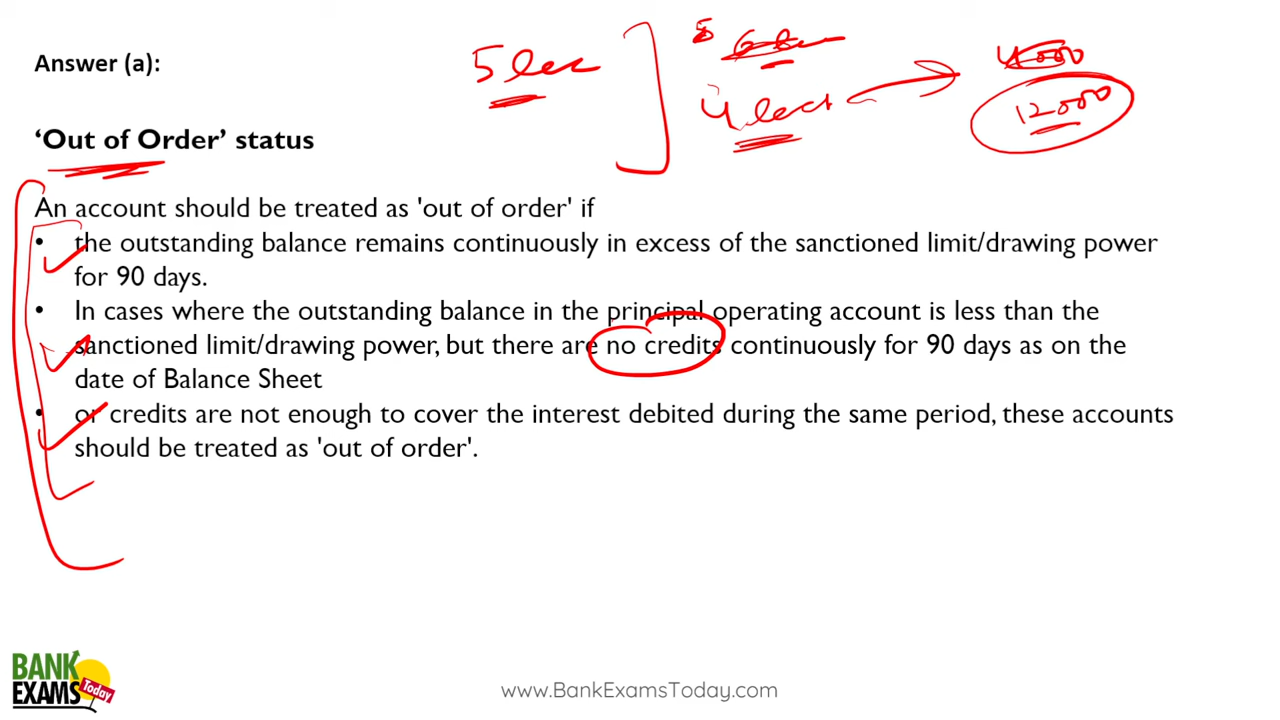 Answer (a):
5 lac
4 lact
12000
‘Out of Order’ status
An account should be treated as 'out of order' if
• the outstanding balance remains continuously in excess of the sanctioned limit/drawing power
for 90 days.
• In cases where the outstanding balance in the principal operating account is less than the
sanctioned limit/drawing power, but there are no credits continuously for 90 days as on the
date of Balance Sheet
• or credits are not enough to cover the interest debited during the same period, these accounts
should be treated as 'out of order'.
BANK
EXAMS
Today
www.BankExamsToday.com